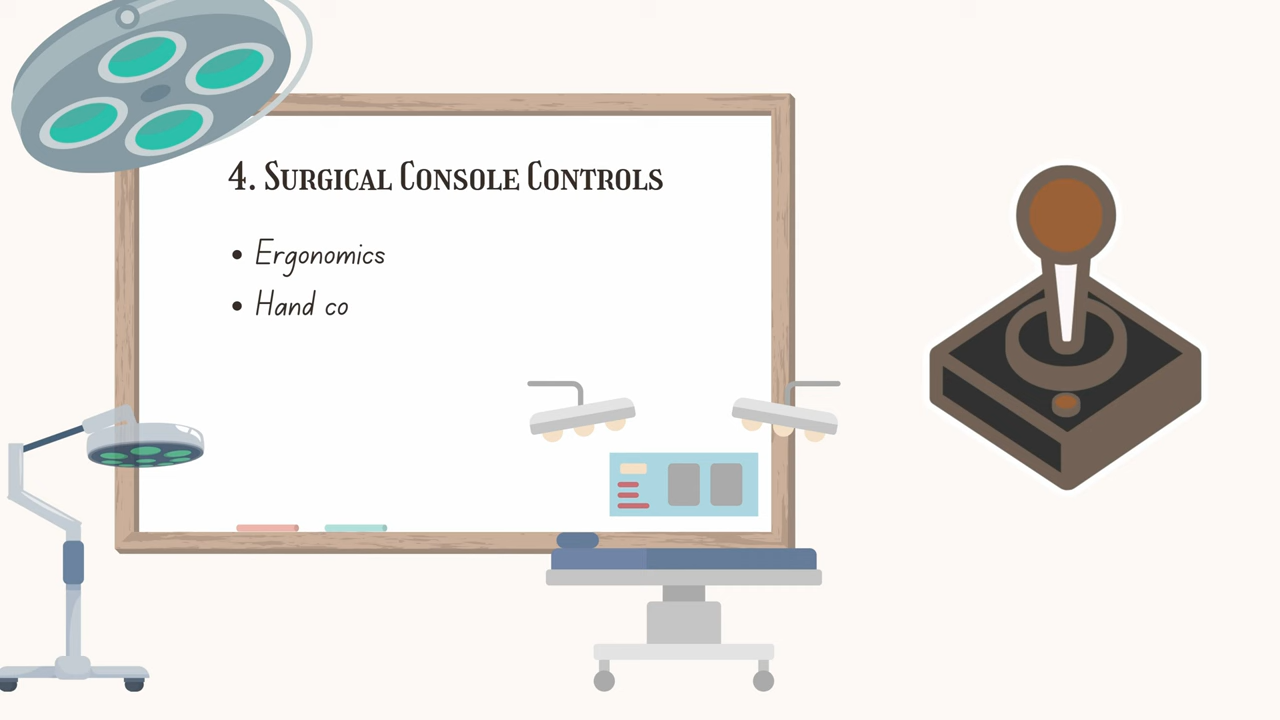 4. Surgical Console Controls
• Ergonomics
• Hand co